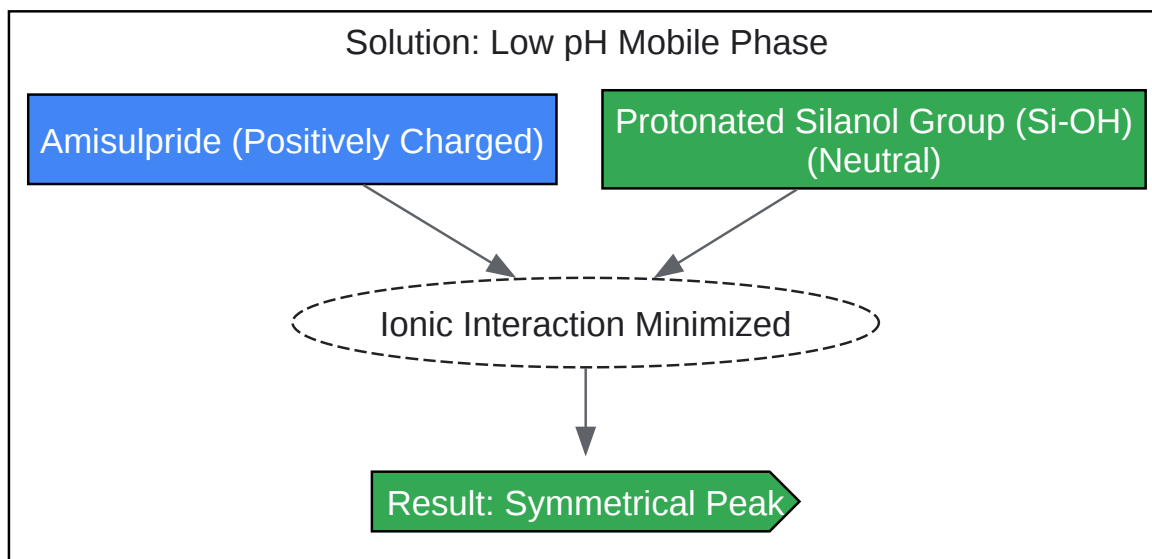 Solution: Low pH Mobile Phase
Amisulpride (Positively Charged)
Protonated Silanol Group (Si-OH)
(Neutral)
Ionic Interaction Minimized
Result: Symmetrical Peak